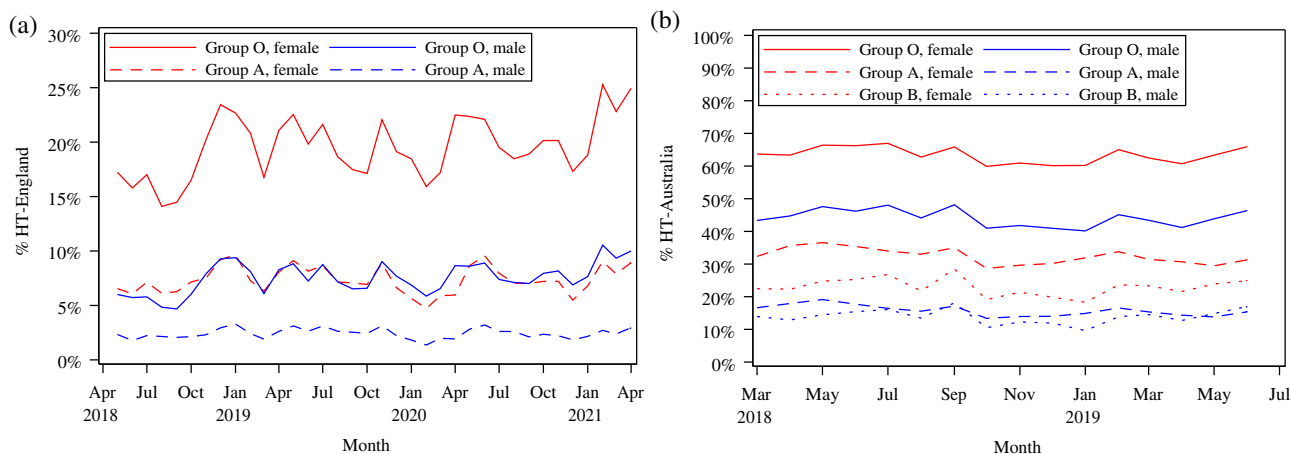 (a)
30%
25%
20%
15%
10%
5%
0%
% HT-England
Group O, female Group O, male
Group A, female Group A, male
Apr Jul Oct Jan Apr Jul Oct Jan Apr Jul Oct Jan Apr
2018 2019 2020 2021
Month
(b)
100%
90%
80%
70%
60%
50%
40%
30%
20%
10%
0%
% HT-Australia
Group O, female Group O, male
Group A, female Group A, male
Group B, female Group B, male
Mar May Jul Sep Nov Jan Mar May Jul
2018 2019
Month